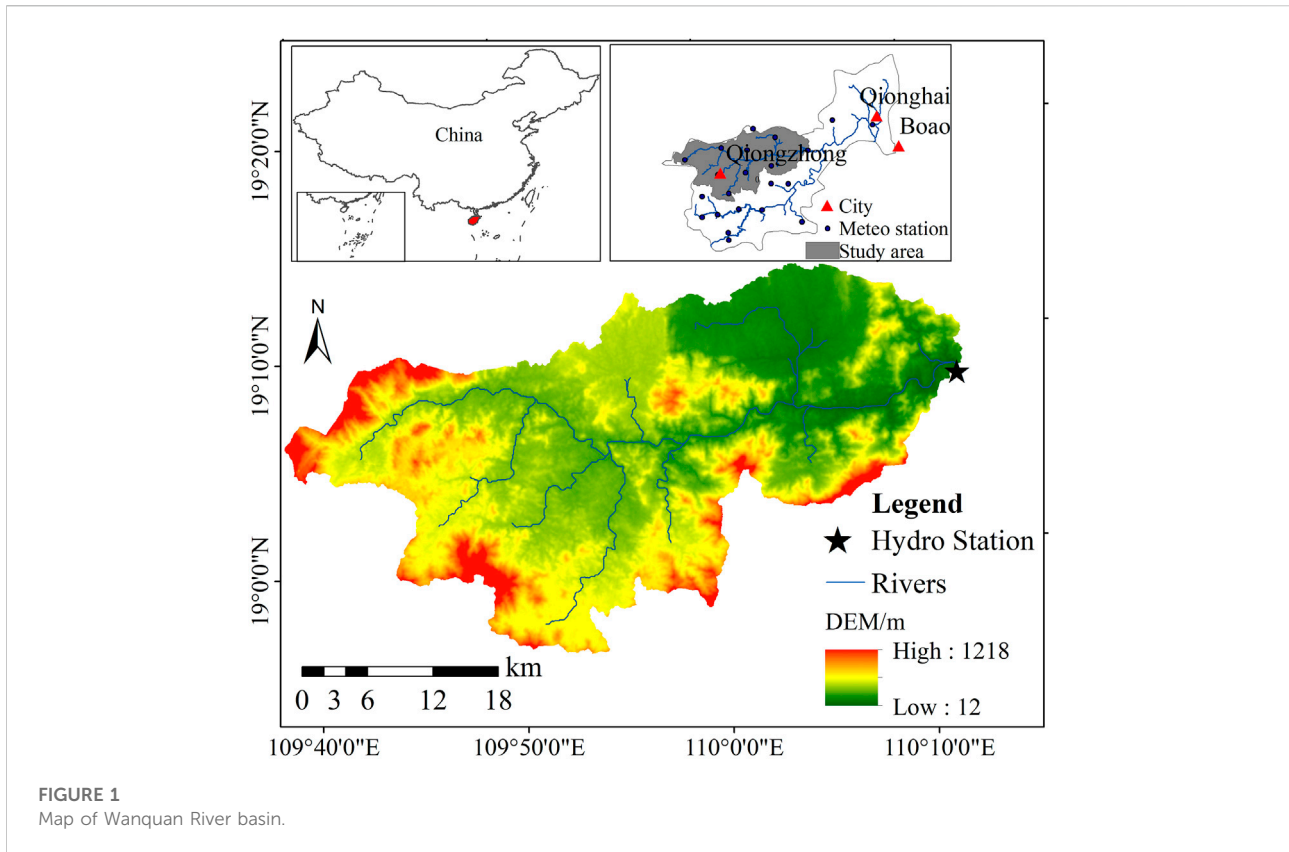 China
Qionghai
Boao
Qiongzhong
City
Meteo station
Study area
19°20'0"N
19°10'0"N
19°0'0"N
N
Legend
Hydro Station
Rivers
DEM/m
High : 1218
Low : 12
km
0 3 6 12 18
109°40'0"E 109°50'0"E 110°0'0"E 110°10'0"E
FIGURE 1
Map of Wanquan River basin.